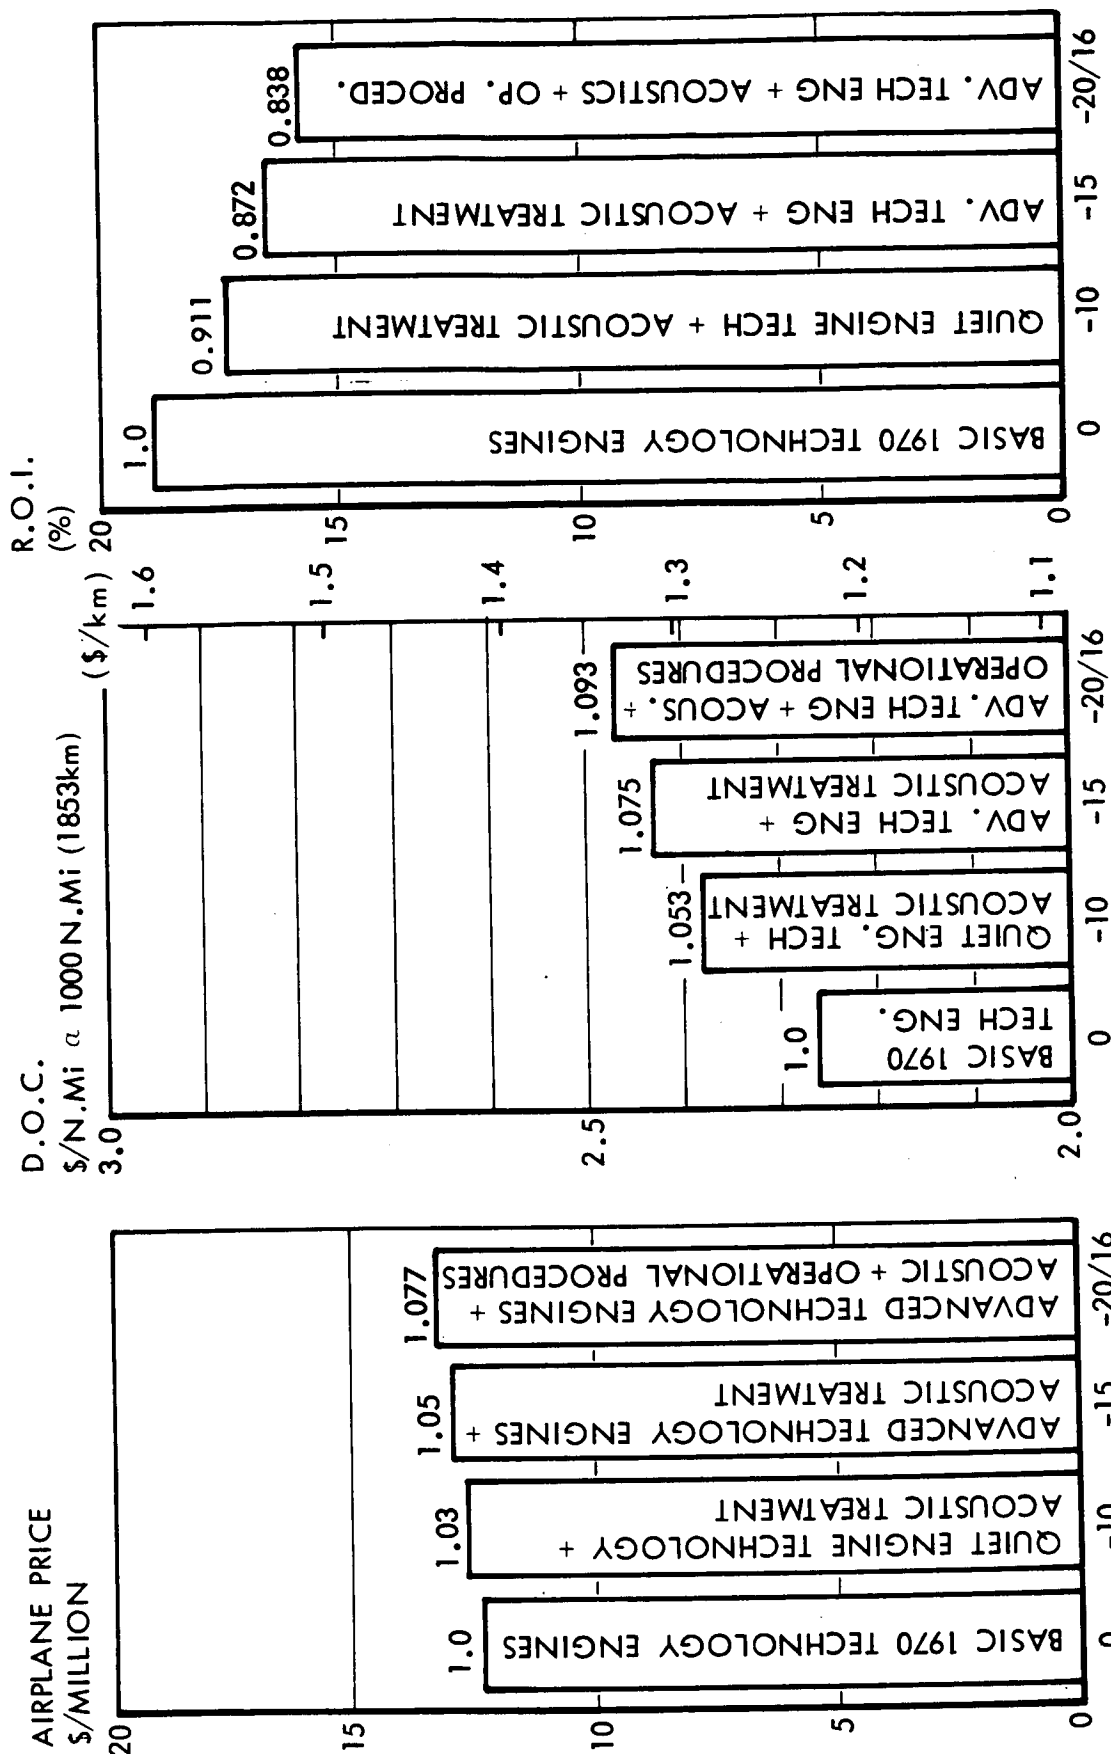 AIRPLANE PRICE
$/MILLION
20
10
5
0
1.0
1.03
1.05
1.077
BASIC 1970 TECHNOLOGY ENGINES
QUIET ENGINE TECHNOLOGY +
ACOUSTIC TREATMENT
ADVANCED TECHNOLOGY ENGINES +
ACOUSTIC TREATMENT
ADVANCED TECHNOLOGY ENGINES +
ACOUSTIC + OPERATIONAL PROCEDURES
0
-10
-15
-20/16
D.O.C.
$/N.Mi α 1000 N.Mi (1853km)
3.0
2.5
2.0
($/km)
1.6
1.5
1.4
1.3
1.2
1.1
1.0
1.053
1.075
1.093
BASIC 1970
TECH ENG.
QUIET ENG. TECH +
ACOUSTIC TREATMENT
ADV. TECH ENG +
ACOUSTIC TREATMENT
ADV. TECH ENG + ACOUS. +
OPERATIONAL PROCEDURES
0
-10
-15
-20/16
R.O.I.
(%)
20
15
10
5
0
1.0
0.911
0.872
0.838
BASIC 1970 TECHNOLOGY ENGINES
QUIET ENGINE TECH + ACOUSTIC TREATMENT
ADV. TECH ENG + ACOUSTIC TREATMENT
ADV. TECH ENG + ACOUSTICS + OP. PROCED.
0
-10
-15
-20/16